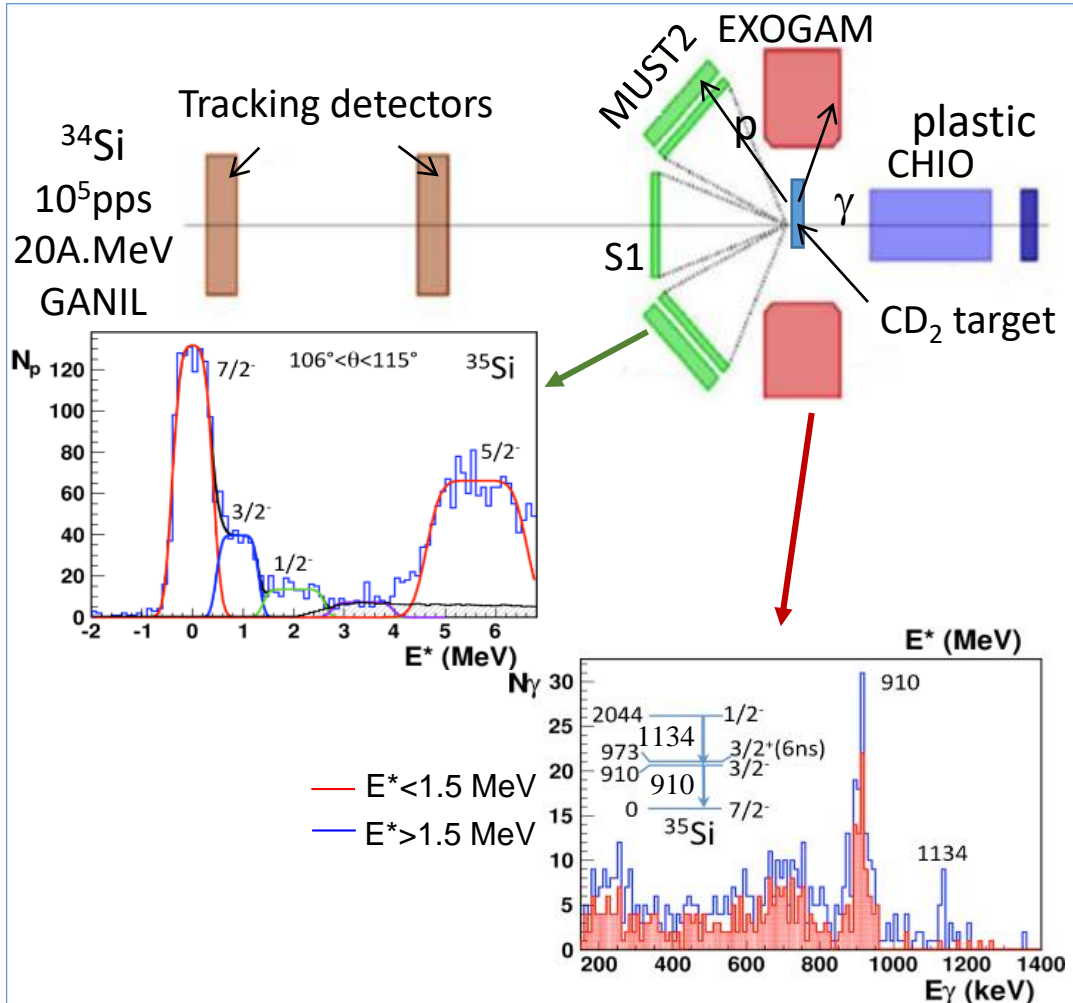 EXOGAM
MUST2
Tracking detectors
p
plastic
CHIO
³⁴Si
10⁵pps
20A.MeV
GANIL
γ
S1
CD₂ target
Nₚ
120
100
80
60
40
20
0
7/2⁻
106°<θ<115°
³⁵Si
5/2⁻
3/2⁻
1/2⁻
-2 -1 0 1 2 3 4 5 6
E* (MeV)
E* (MeV)
Nγ
30
25
20
15
10
5
0
910
2044 1/2⁻
1134
973 3/2⁺(6ns)
910 3/2⁻
910
0 7/2⁻
³⁵Si
1134
E*<1.5 MeV
E*>1.5 MeV
200 400 600 800 1000 1200 1400
Eγ (keV)